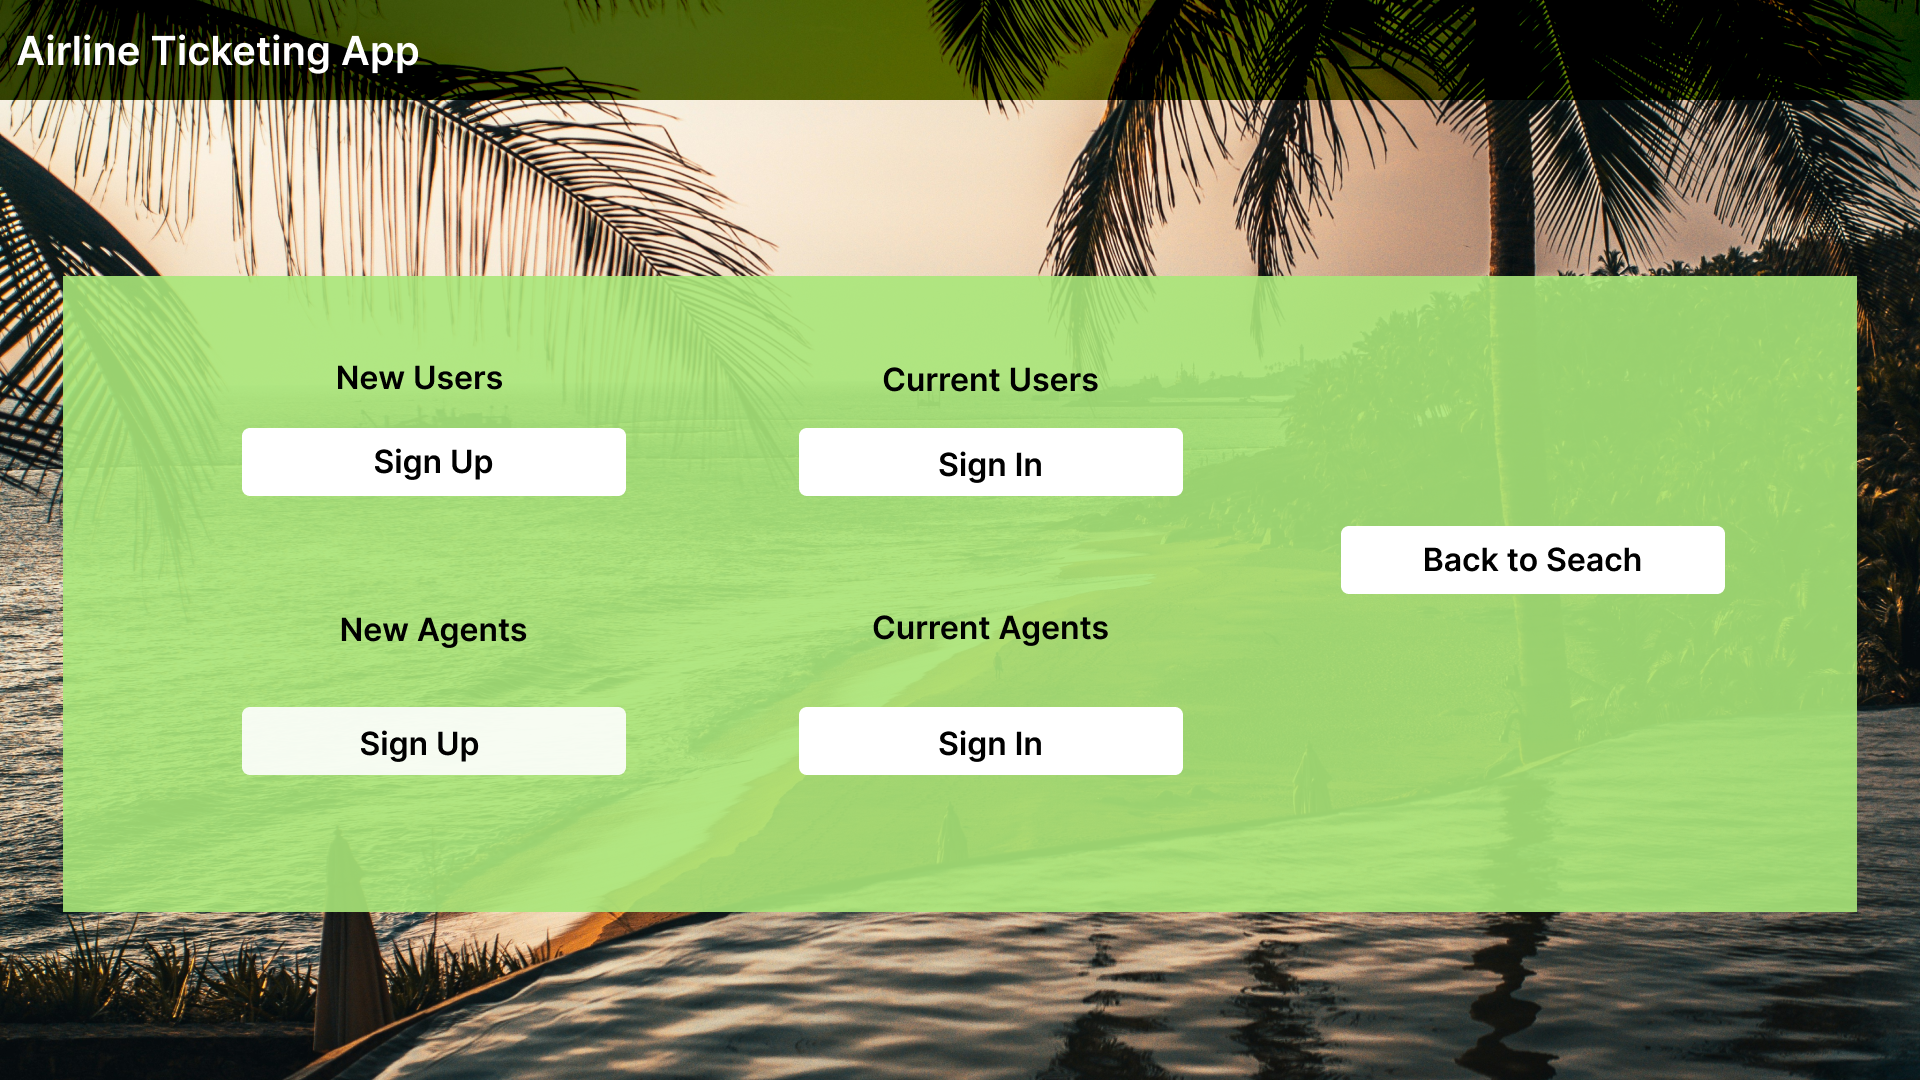 Airline Ticketing App
New Users
Current Users
Sign Up
Sign In
Back to Seach
New Agents
Current Agents
Sign Up
Sign In